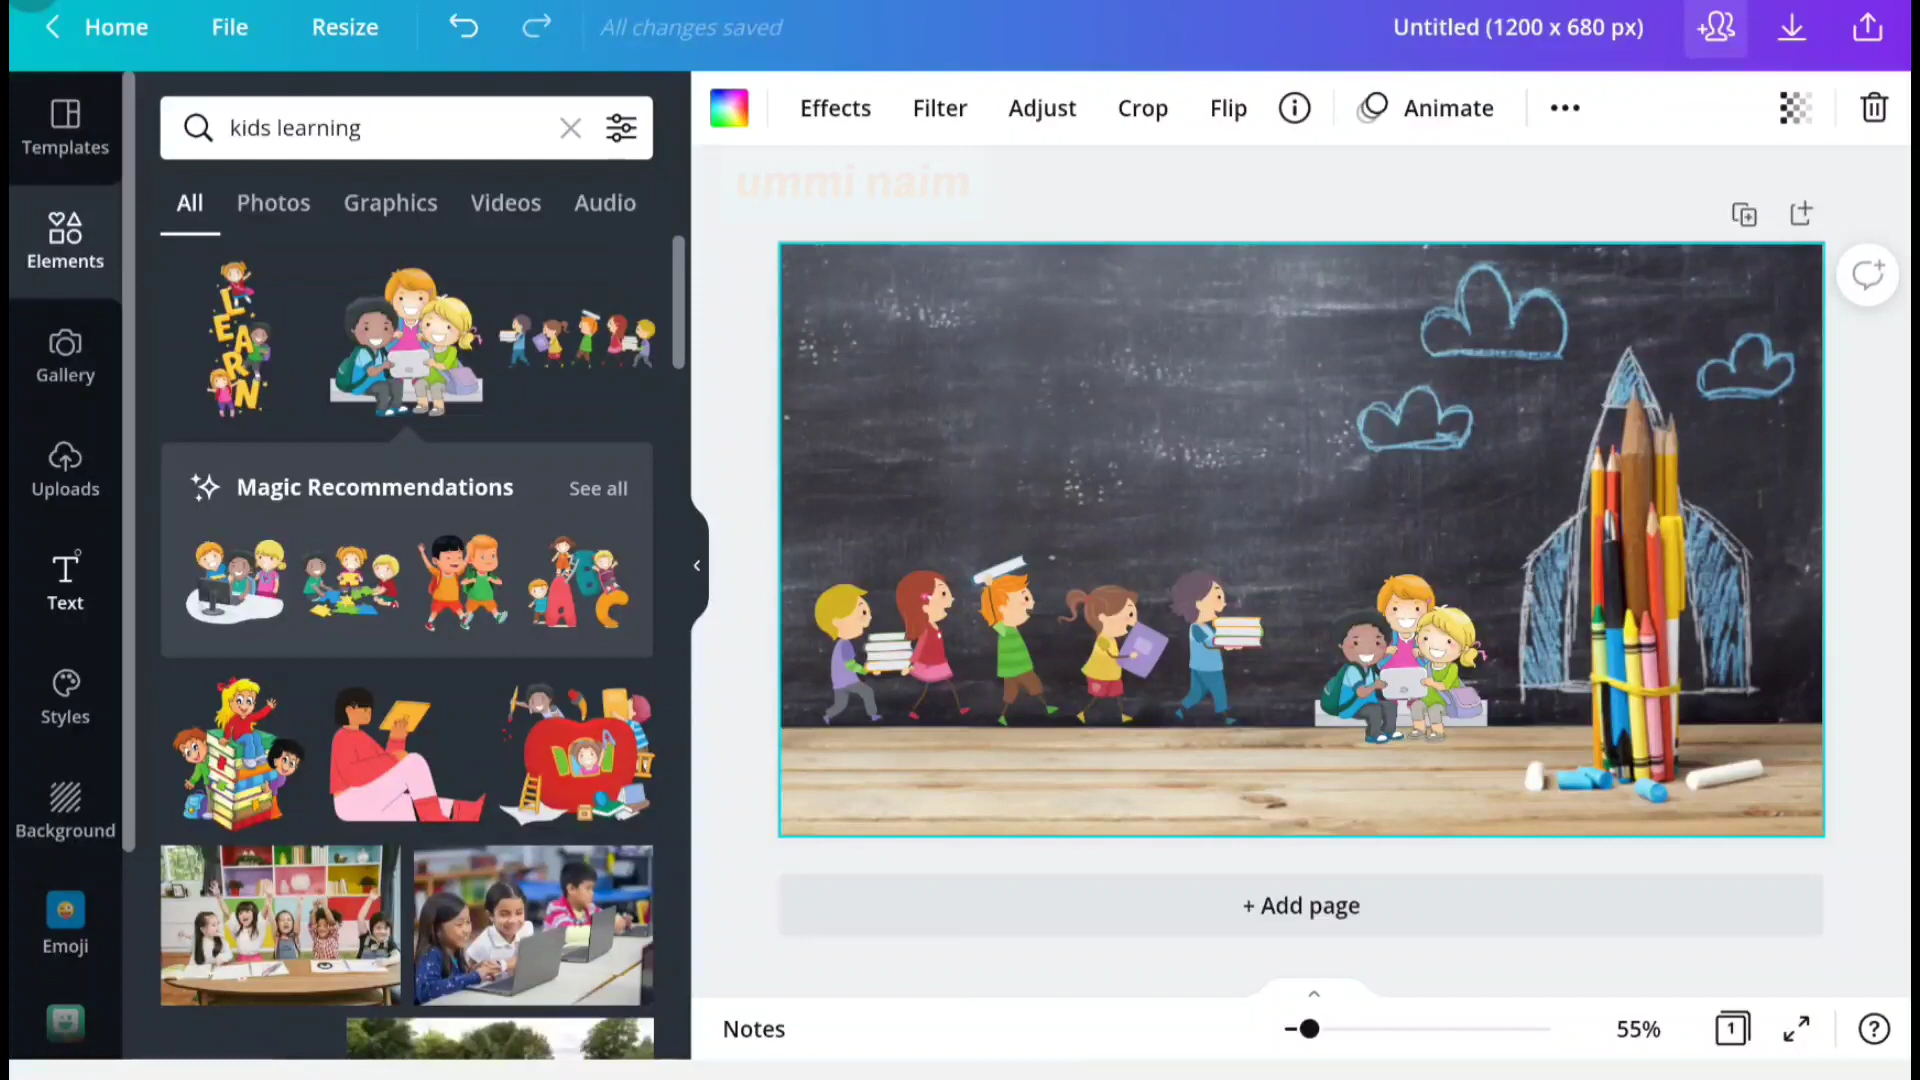 Home File Resize All changes saved Untitled (1200 x 680 px)
Templates
Elements
Gallery
Uploads
Text
Styles
Background
Emoji
kids learning
All Photos Graphics Videos Audio
LEARN
Magic Recommendations See all
ABC
Effects Filter Adjust Crop Flip Animate
ummi naim
+ Add page
Notes 55% 1